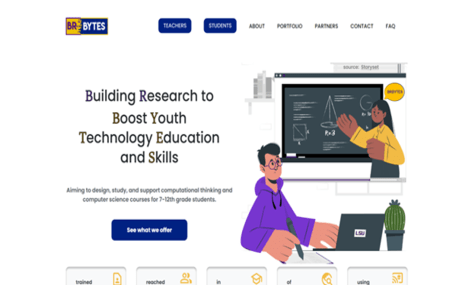 BR
BYTES
TEACHERS
STUDENTS
ABOUT
PORTFOLIO
PARTNERS
CONTACT
FAQ
source: Storyset
BRBYTES
Building Research to
Boost Youth
Technology Education
and Skills
Aiming to design, study, and support computational thinking and
computer science courses for 7-12th grade students.
See what we offer
LSU
trained
reached
in
of
using